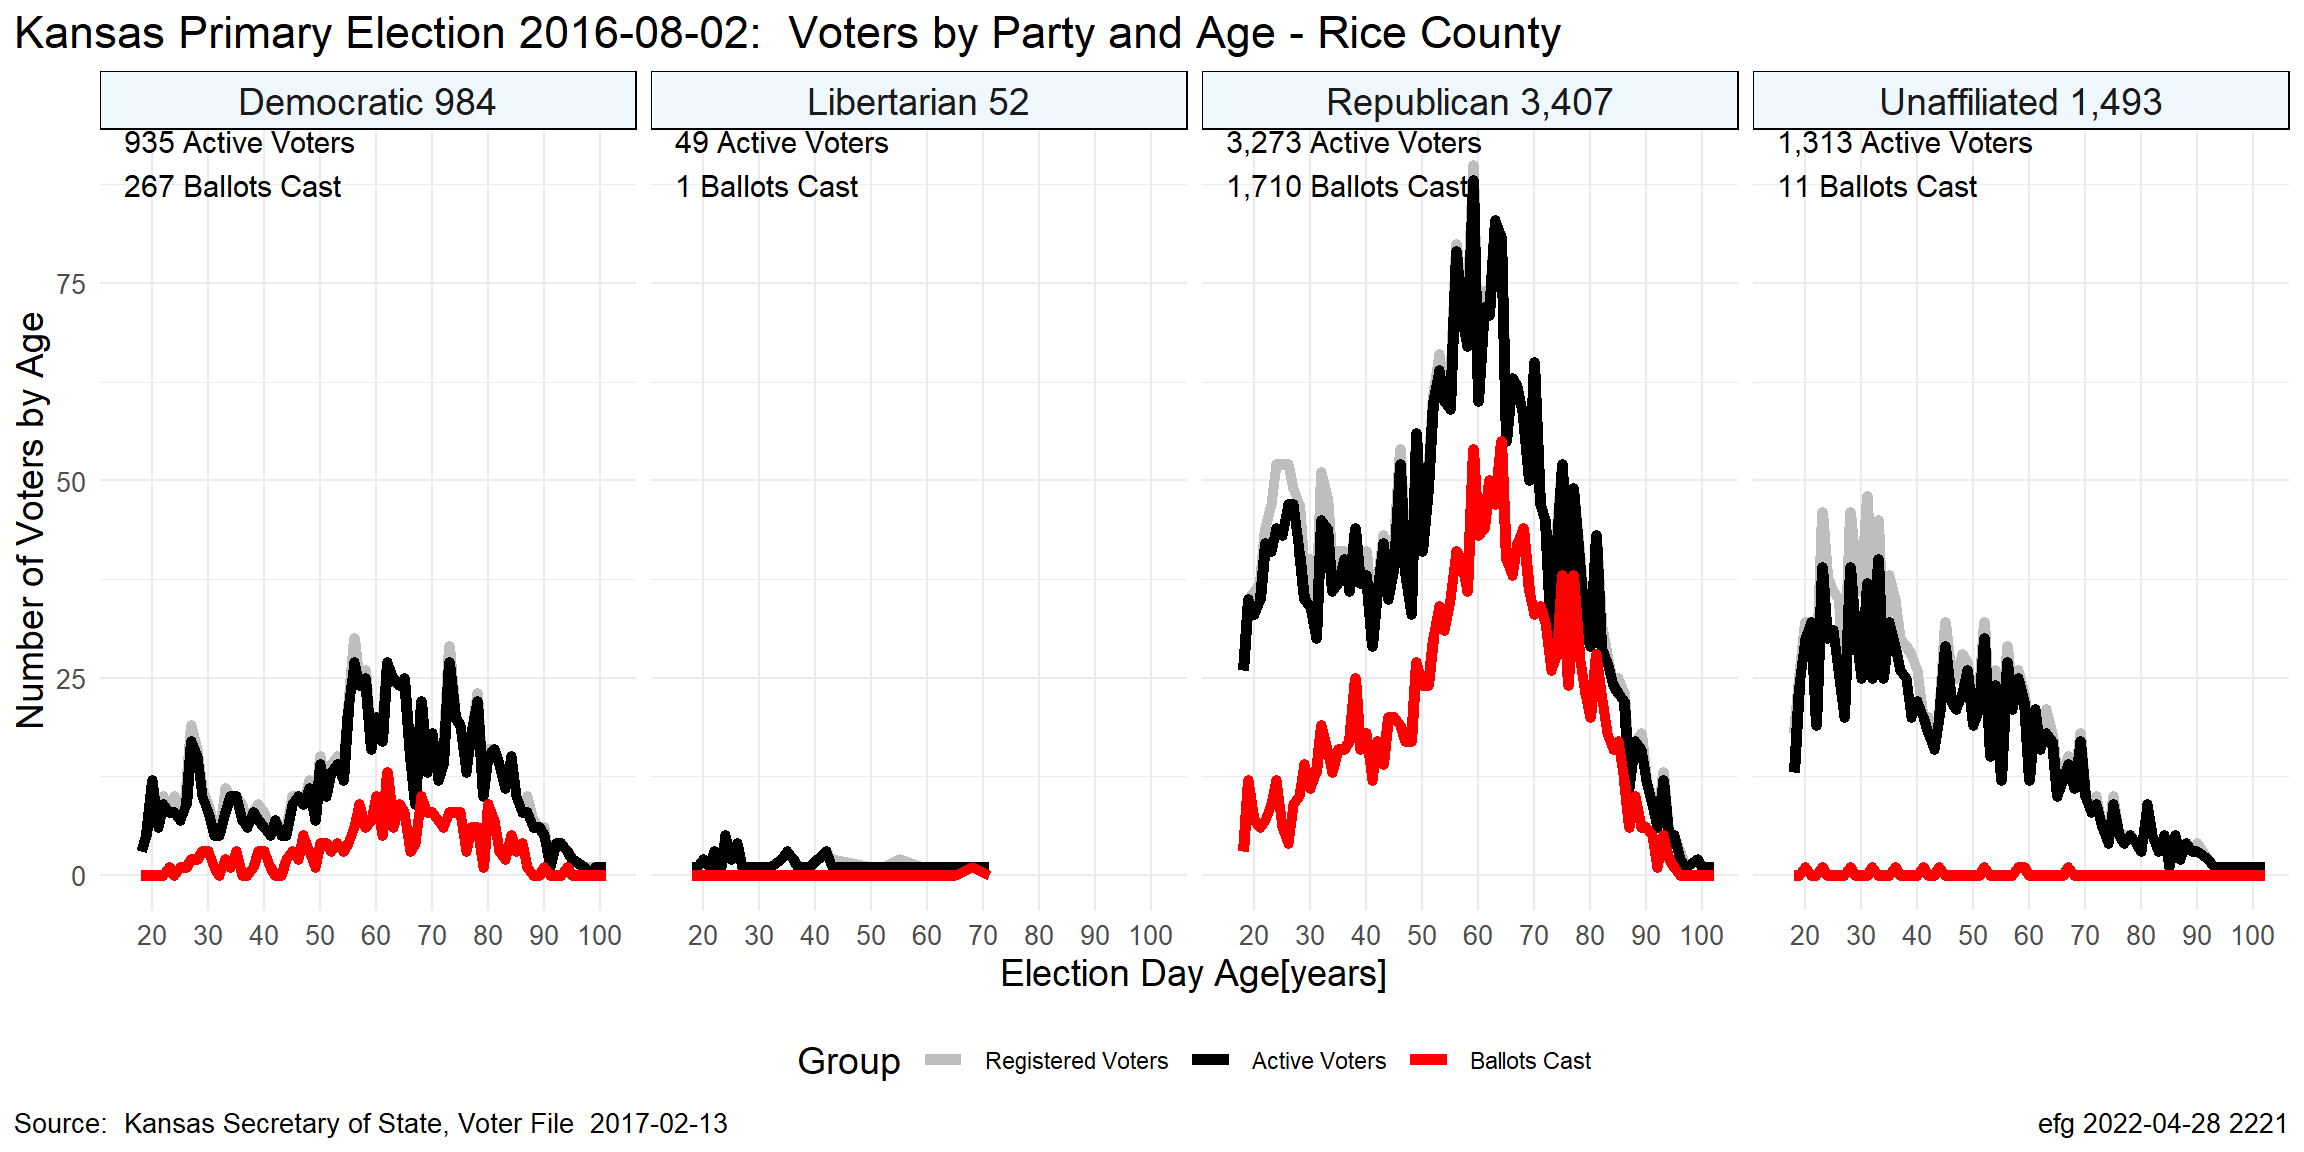 Kansas Primary Election 2016-08-02:  Voters by Party and Age - Rice County
Democratic 984
Libertarian 52
Republican 3,407
Unaffiliated 1,493
935 Active Voters
267 Ballots Cast
49 Active Voters
1 Ballots Cast
3,273 Active Voters
1,710 Ballots Cast
1,313 Active Voters
11 Ballots Cast
Number of Voters by Age
75
50
25
0
20 30 40 50 60 70 80 90 100
20 30 40 50 60 70 80 90 100
20 30 40 50 60 70 80 90 100
20 30 40 50 60 70 80 90 100
Election Day Age[years]
Group Registered Voters Active Voters Ballots Cast
Source:  Kansas Secretary of State, Voter File  2017-02-13
efg 2022-04-28 2221